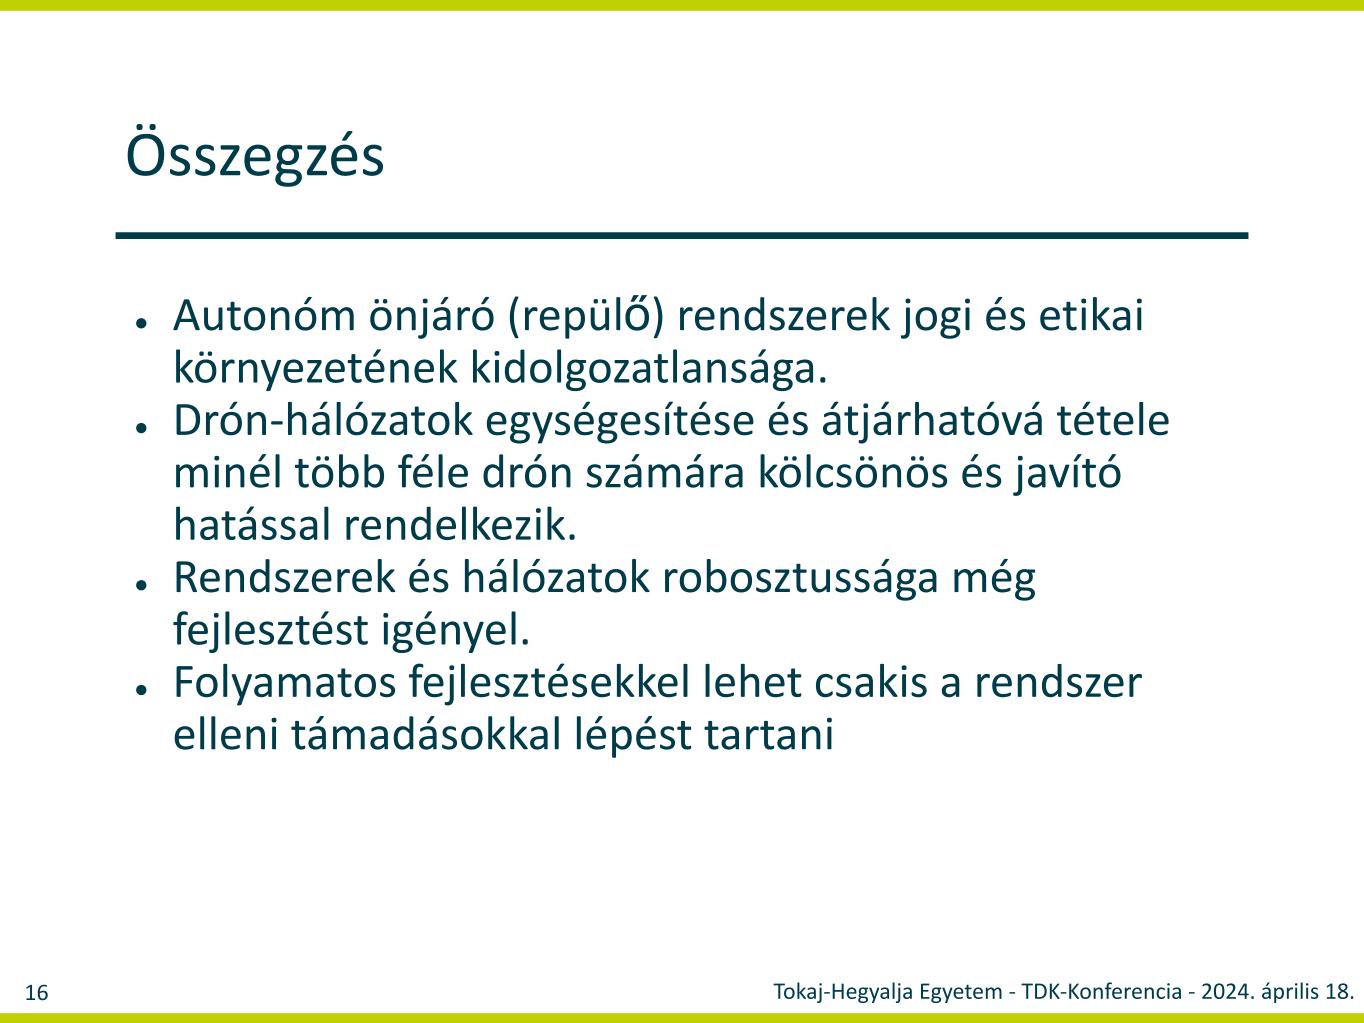 Összegzés
● Autonóm önjáró (repülő) rendszerek jogi és etikai
környezetének kidolgozatlansága.
● Drón-hálózatok egységesítése és átjárhatóvá tétele
minél több féle drón számára kölcsönös és javító
hatással rendelkezik.
● Rendszerek és hálózatok robosztussága még
fejlesztést igényel.
● Folyamatos fejlesztésekkel lehet csakis a rendszer
elleni támadásokkal lépést tartani
16
Tokaj-Hegyalja Egyetem - TDK-Konferencia - 2024. április 18.